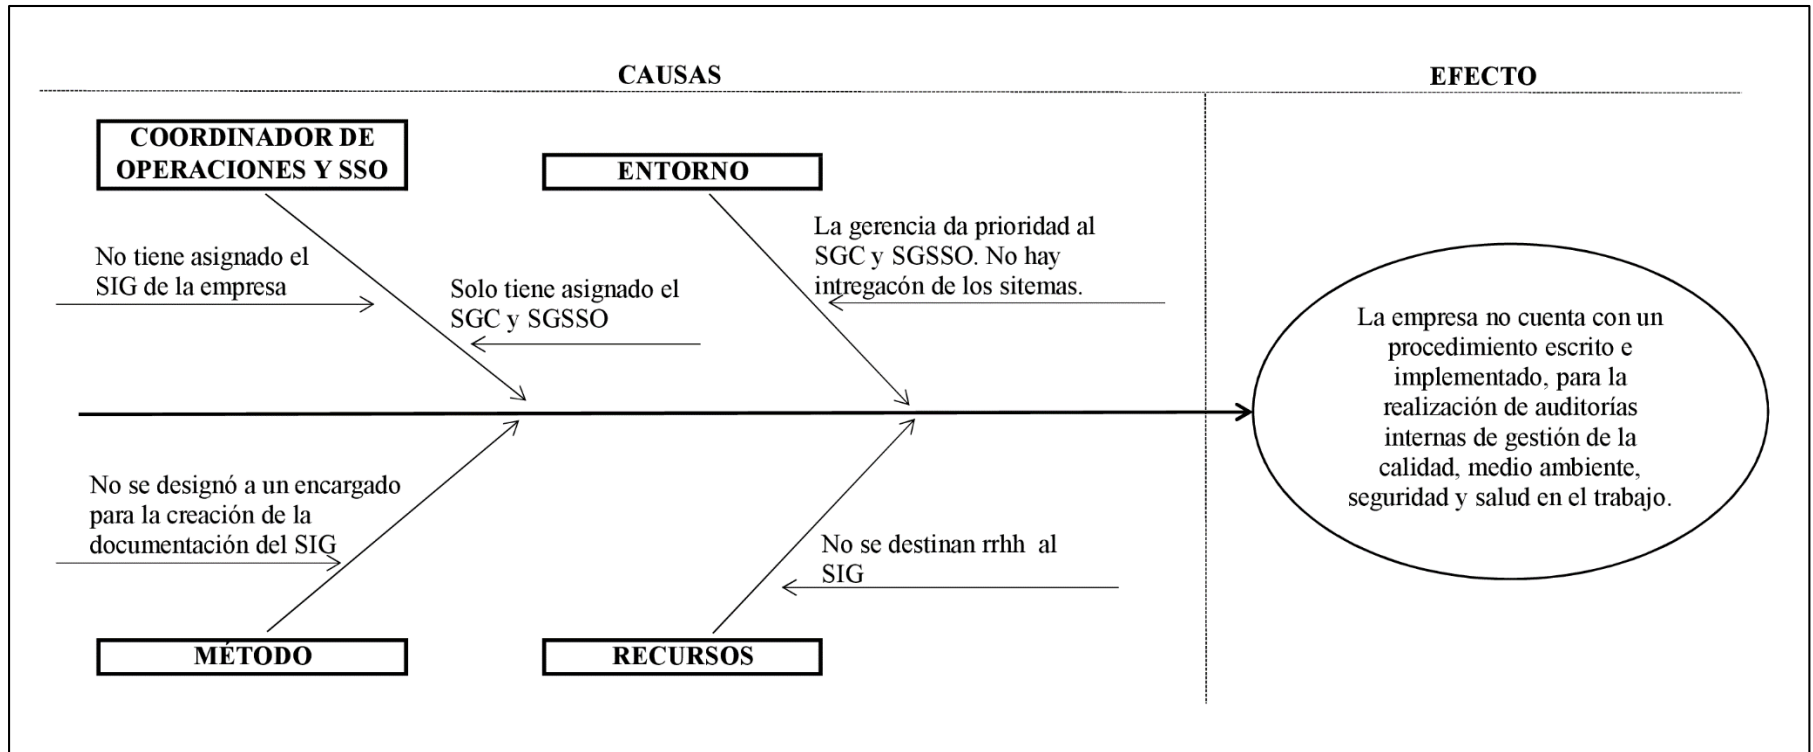 CAUSAS
EFECTO
COORDINADOR DE
OPERACIONES Y SSO
ENTORNO
No tiene asignado el
SIG de la empresa
Solo tiene asignado el
SGC y SGSSO
La gerencia da prioridad al
SGC y SGSSO. No hay
intregacón de los sitemas.
La empresa no cuenta con un
procedimiento escrito e
implementado, para la
realización de auditorías
internas de gestión de la
calidad, medio ambiente,
seguridad y salud en el trabajo.
No se designó a un encargado
para la creación de la
documentación del SIG
No se destinan rrhh al
SIG
MÉTODO
RECURSOS